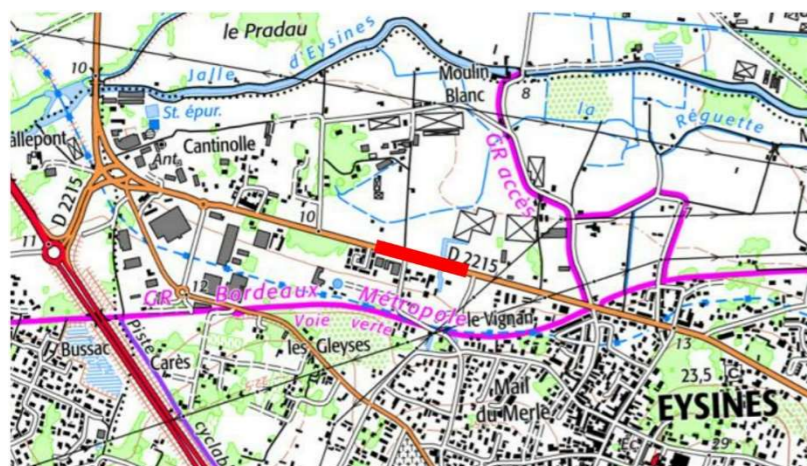 le Pradau
Jalle d'Eysines
10
Moulin
Blanc
8
la Réguette
St. épur.
Cantinolle
Ant.
GR accès
D 2215
10
11
D 2215
12
GR Bordeaux Métropole
Voie verte
le Vignan
13
Bussac
Piste cyclable
Carès
les Gleyses
Mail
du Merle
23,5
EYSINES
29